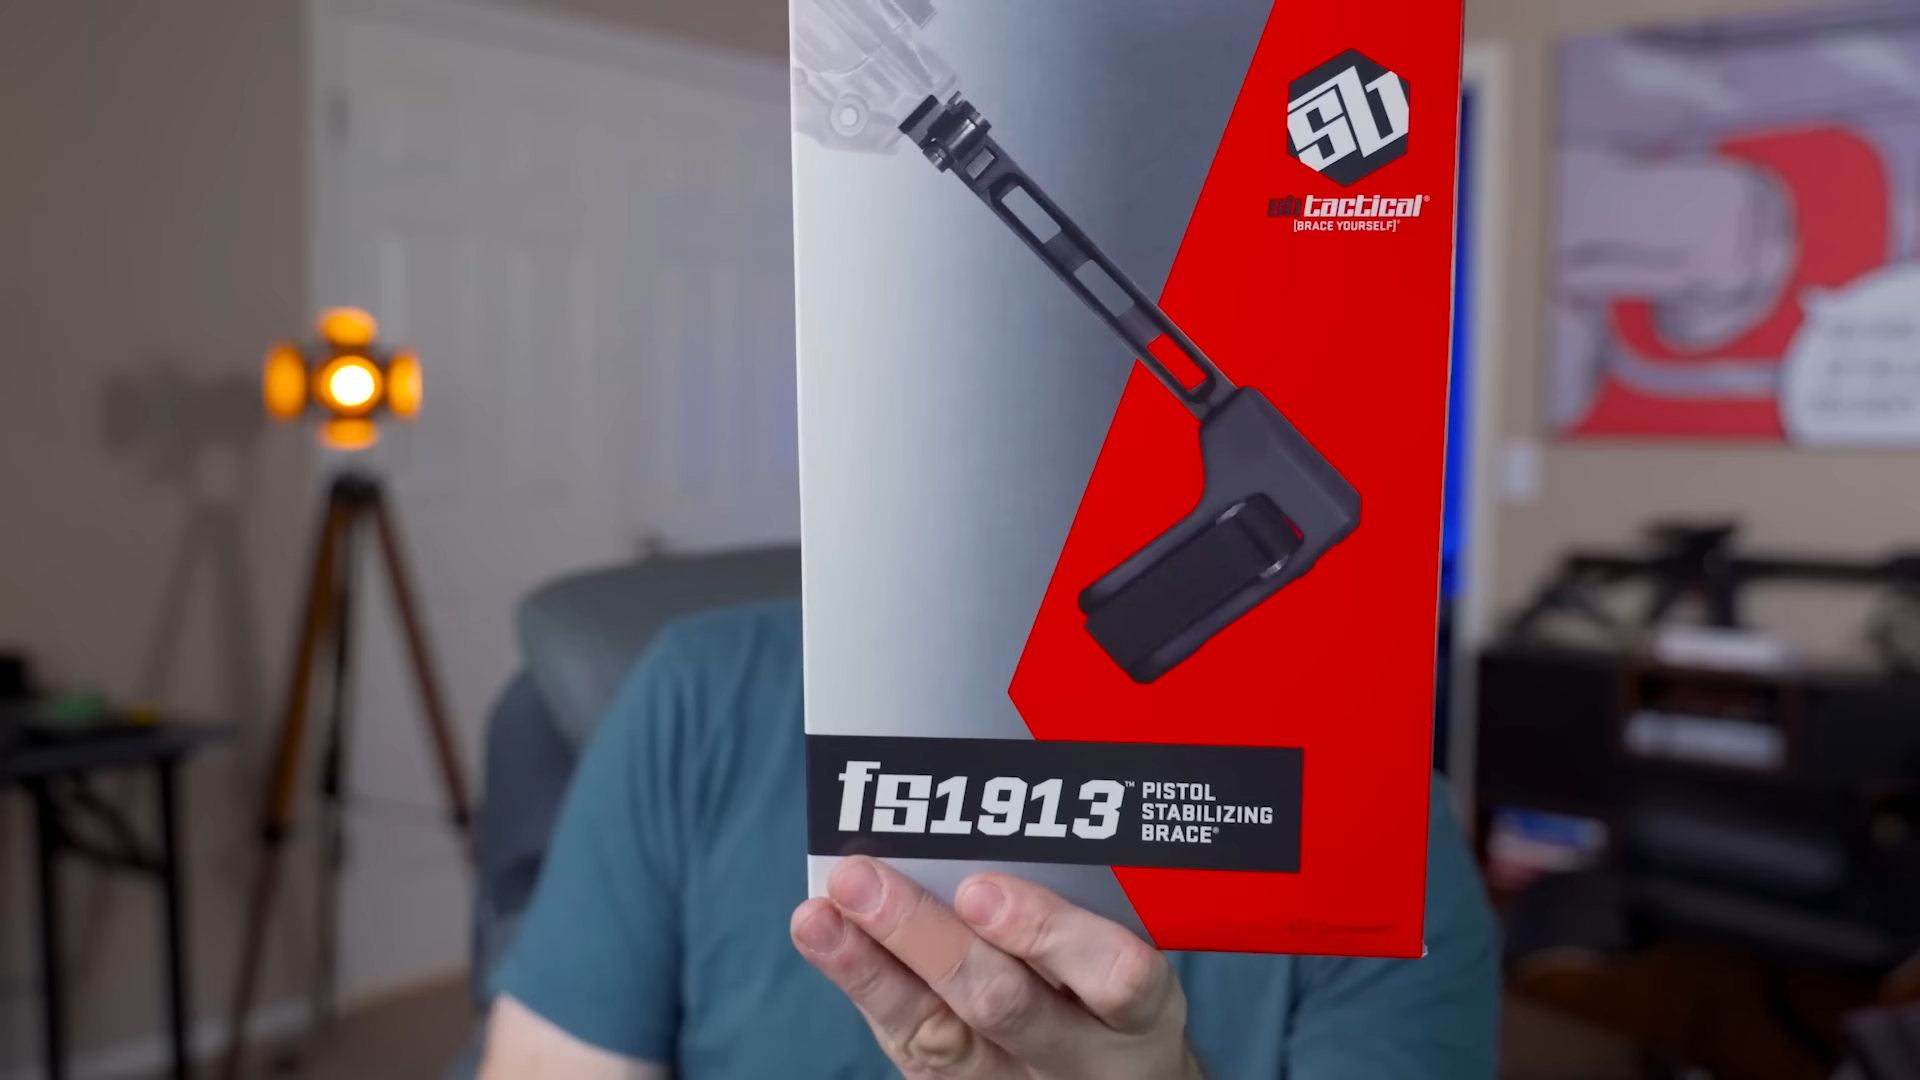 sb
sb tactical®
[BRACE YOURSELF]®
fs1913™
PISTOL
STABILIZING
BRACE®